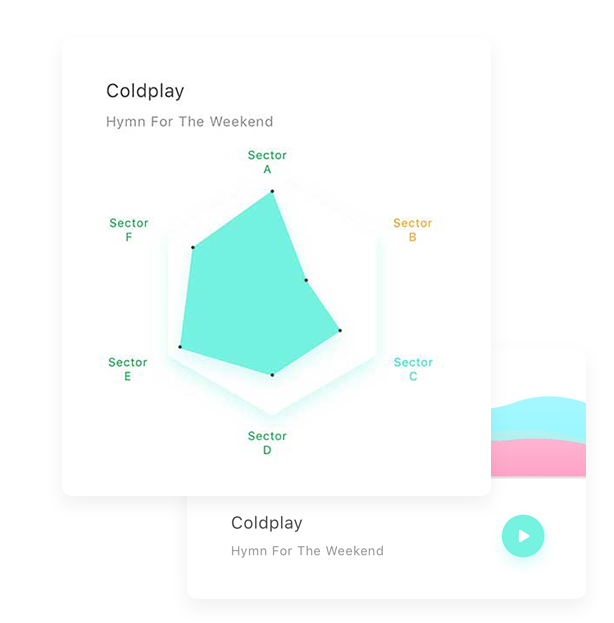 Coldplay
Hymn For The Weekend
Sector
A
Sector
F
Sector
B
Sector
E
Sector
C
Sector
D
Coldplay
Hymn For The Weekend